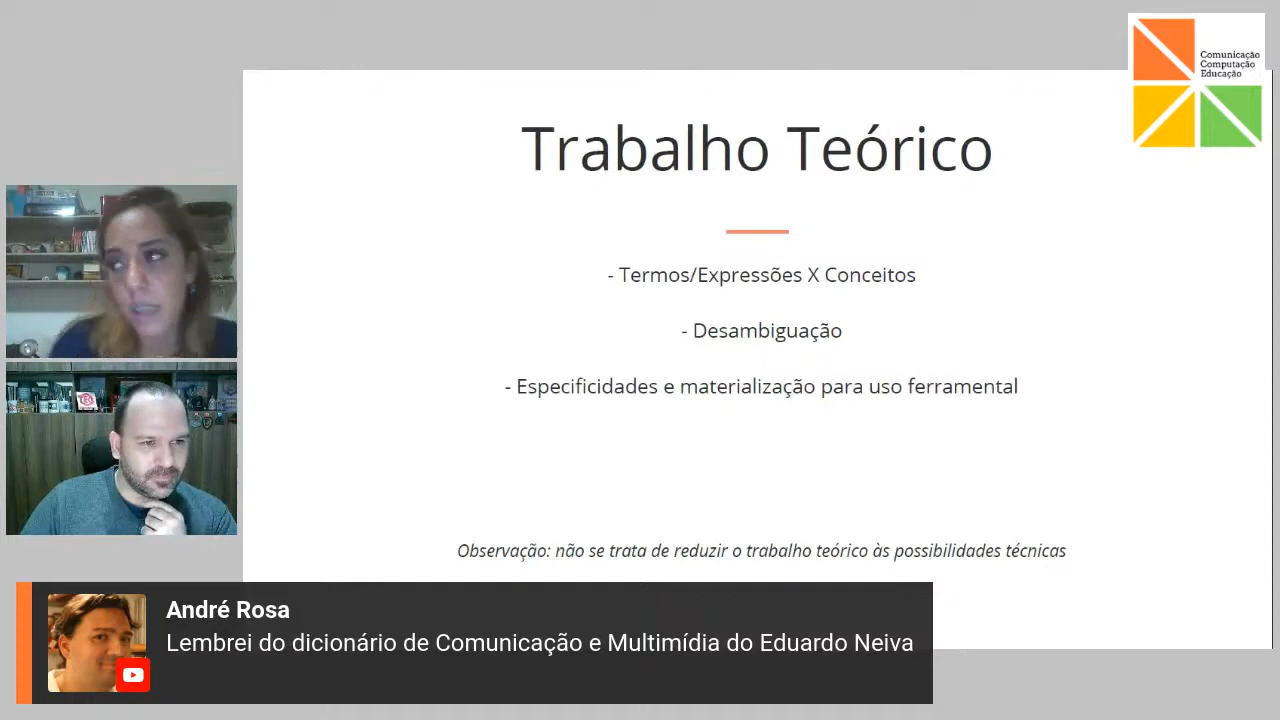 Comunicação
Computação
Educação
Trabalho Teórico
- Termos/Expressões X Conceitos
- Desambiguação
- Especificidades e materialização para uso ferramental
Observação: não se trata de reduzir o trabalho teórico às possibilidades técnicas
André Rosa
Lembrei do dicionário de Comunicação e Multimídia do Eduardo Neiva